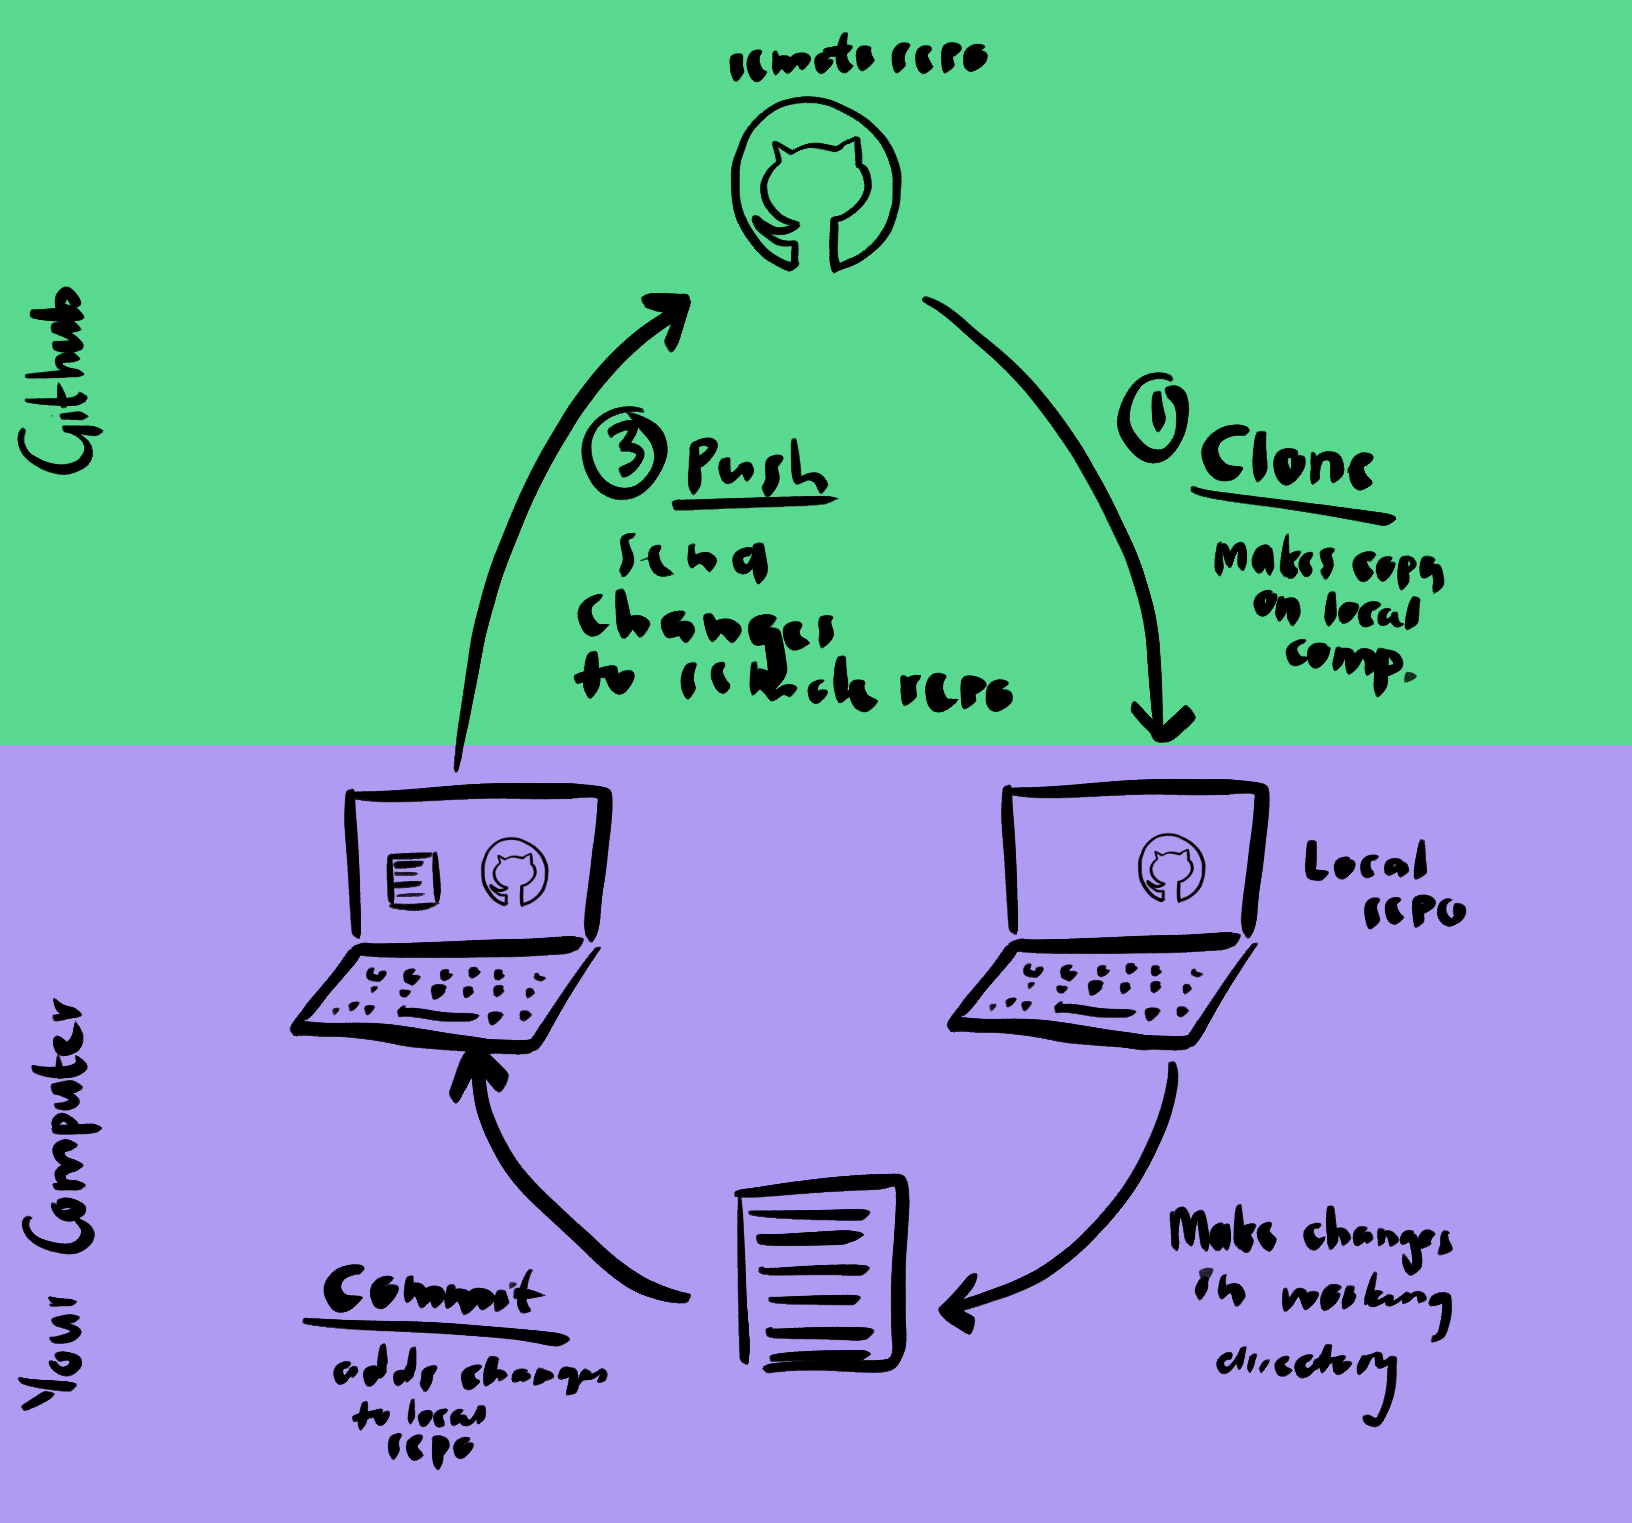 remote repo
Github
① Clone
makes copy
on local
comp.
③ Push
send
changes
to remote repo
Local
repo
Your Computer
Make changes
in working
directory
Commit
adds changes
to local
repo